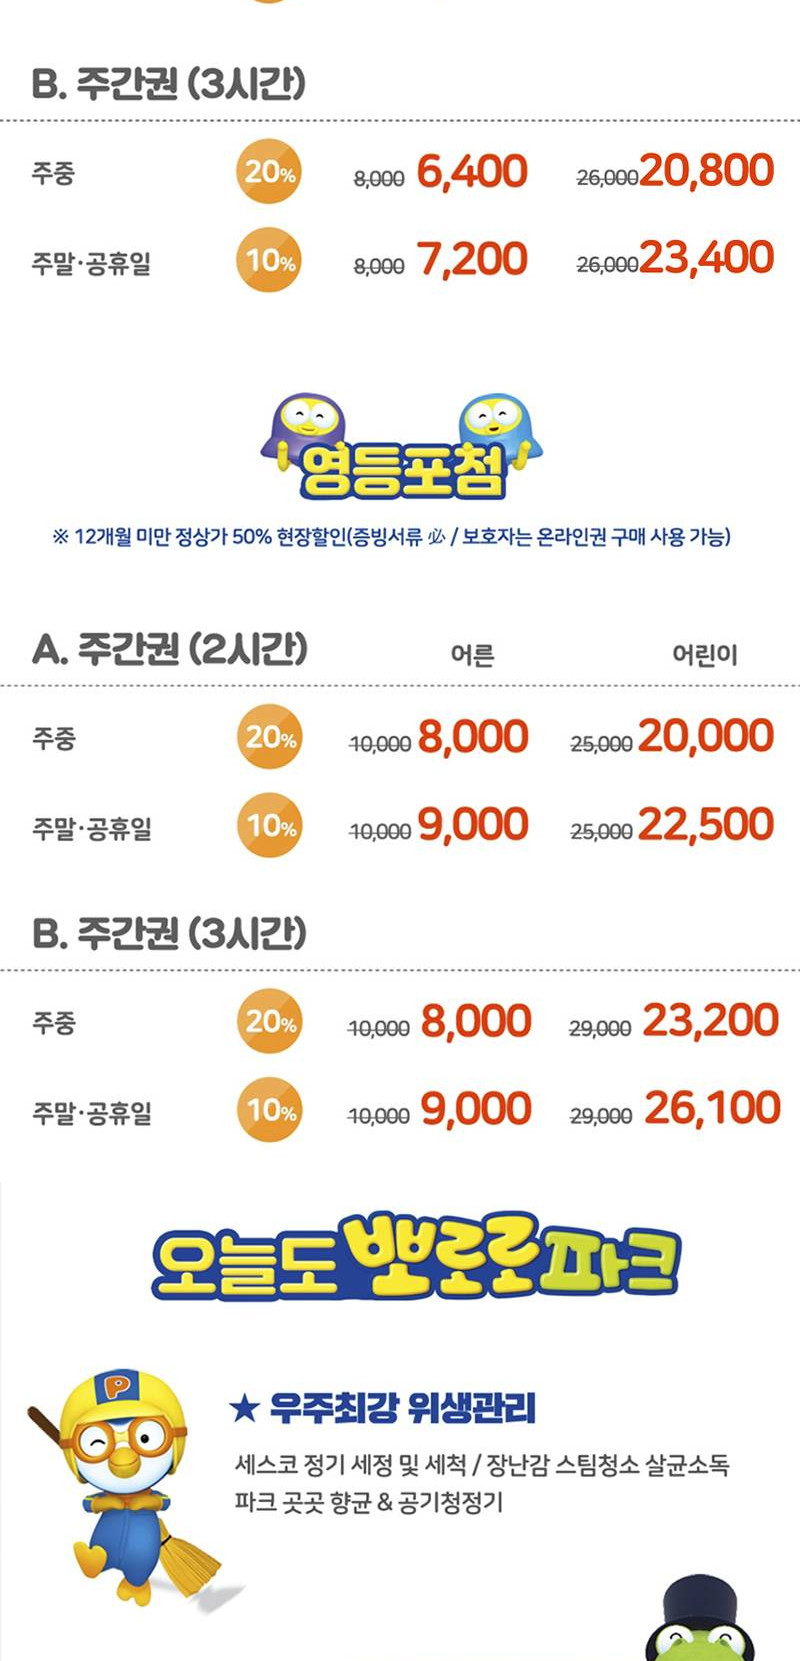 B. 주간권 (3시간)
주중 20% 8,000 6,400 26,000 20,800
주말·공휴일 10% 8,000 7,200 26,000 23,400
영등포점
※ 12개월 미만 정상가 50% 현장할인(증빙서류 必 / 보호자는 온라인권 구매 사용 가능)
A. 주간권 (2시간) 어른 어린이
주중 20% 10,000 8,000 25,000 20,000
주말·공휴일 10% 10,000 9,000 25,000 22,500
B. 주간권 (3시간)
주중 20% 10,000 8,000 29,000 23,200
주말·공휴일 10% 10,000 9,000 29,000 26,100
오늘도 뽀로로파크
P
★ 우주최강 위생관리
세스코 정기 세정 및 세척 / 장난감 스팀청소 살균소독
파크 곳곳 향균 & 공기청정기